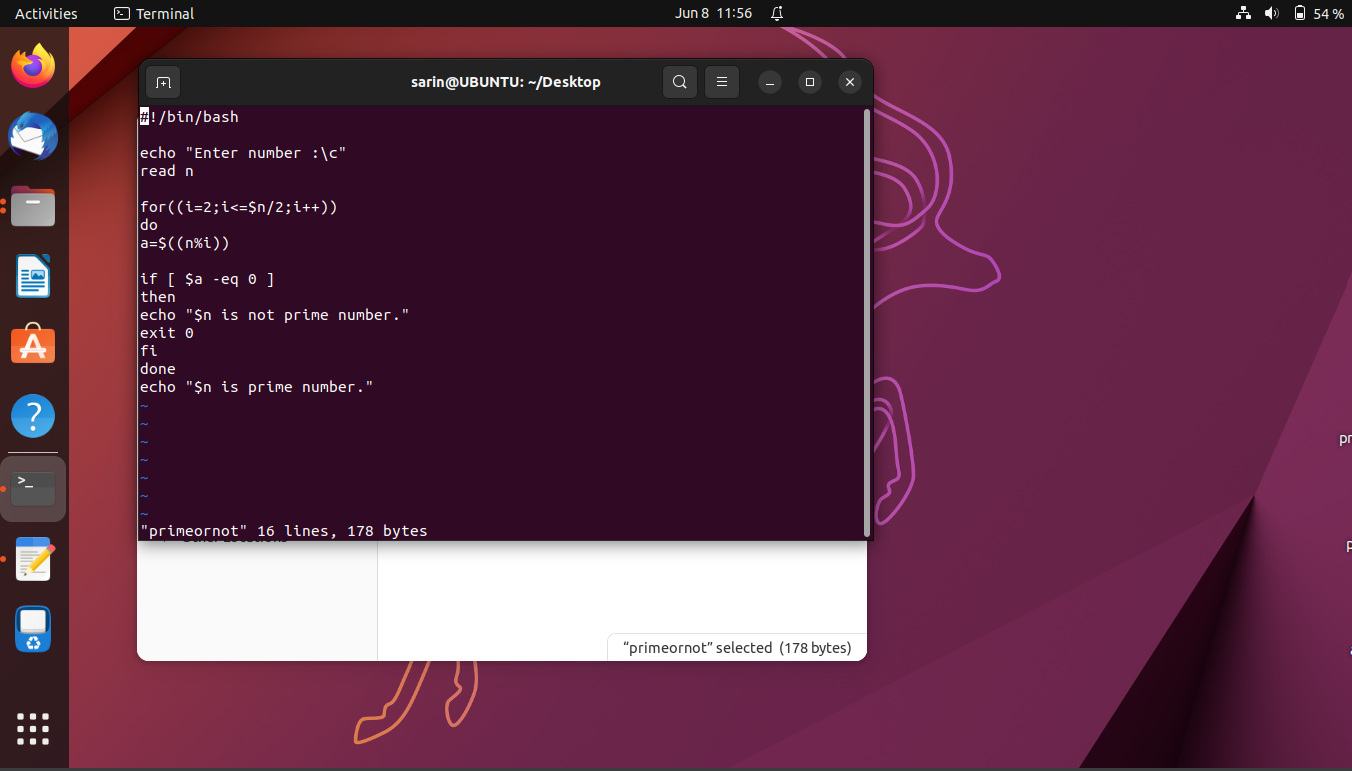 Activities Terminal Jun 8 11:56 54 %
sarin@UBUNTU: ~/Desktop
#!/bin/bash
echo "Enter number :\c"
read n
for((i=2;i<=$n/2;i++))
do
a=$((n%i))
if [ $a -eq 0 ]
then
echo "$n is not prime number."
exit 0
fi
done
echo "$n is prime number."
~
~
~
~
~
~
~
"primeornot" 16 lines, 178 bytes
“primeornot” selected (178 bytes)